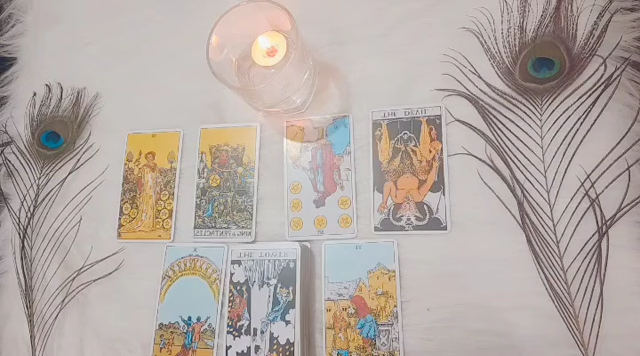 THE DEVIL
KING of PENTACLES
THE TOWER
X